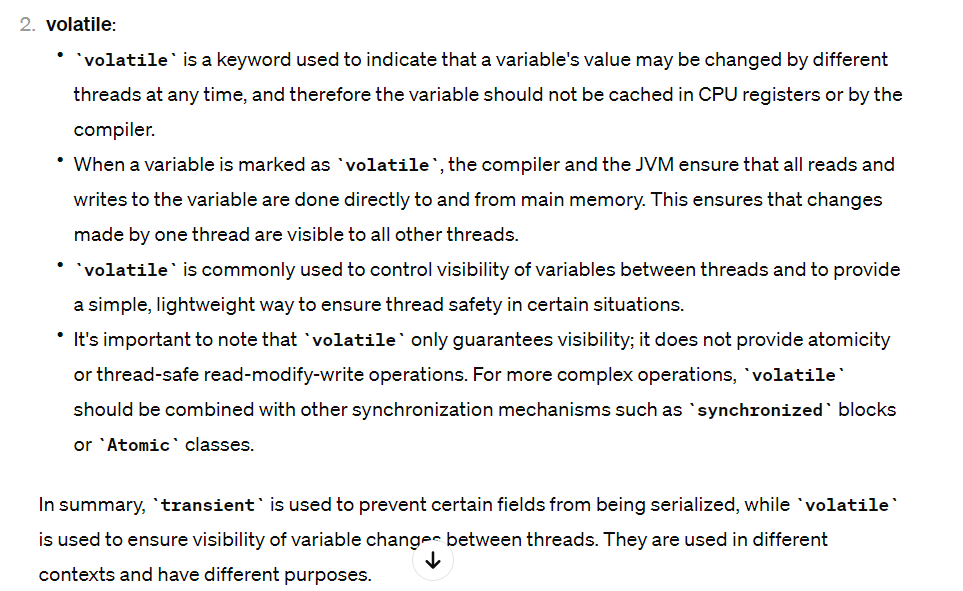 2. volatile:
• `volatile` is a keyword used to indicate that a variable's value may be changed by different
threads at any time, and therefore the variable should not be cached in CPU registers or by the
compiler.
• When a variable is marked as `volatile`, the compiler and the JVM ensure that all reads and
writes to the variable are done directly to and from main memory. This ensures that changes
made by one thread are visible to all other threads.
• `volatile` is commonly used to control visibility of variables between threads and to provide
a simple, lightweight way to ensure thread safety in certain situations.
• It's important to note that `volatile` only guarantees visibility; it does not provide atomicity
or thread-safe read-modify-write operations. For more complex operations, `volatile`
should be combined with other synchronization mechanisms such as `synchronized` blocks
or `Atomic` classes.
In summary, `transient` is used to prevent certain fields from being serialized, while `volatile`
is used to ensure visibility of variable changes between threads. They are used in different
contexts and have different purposes.